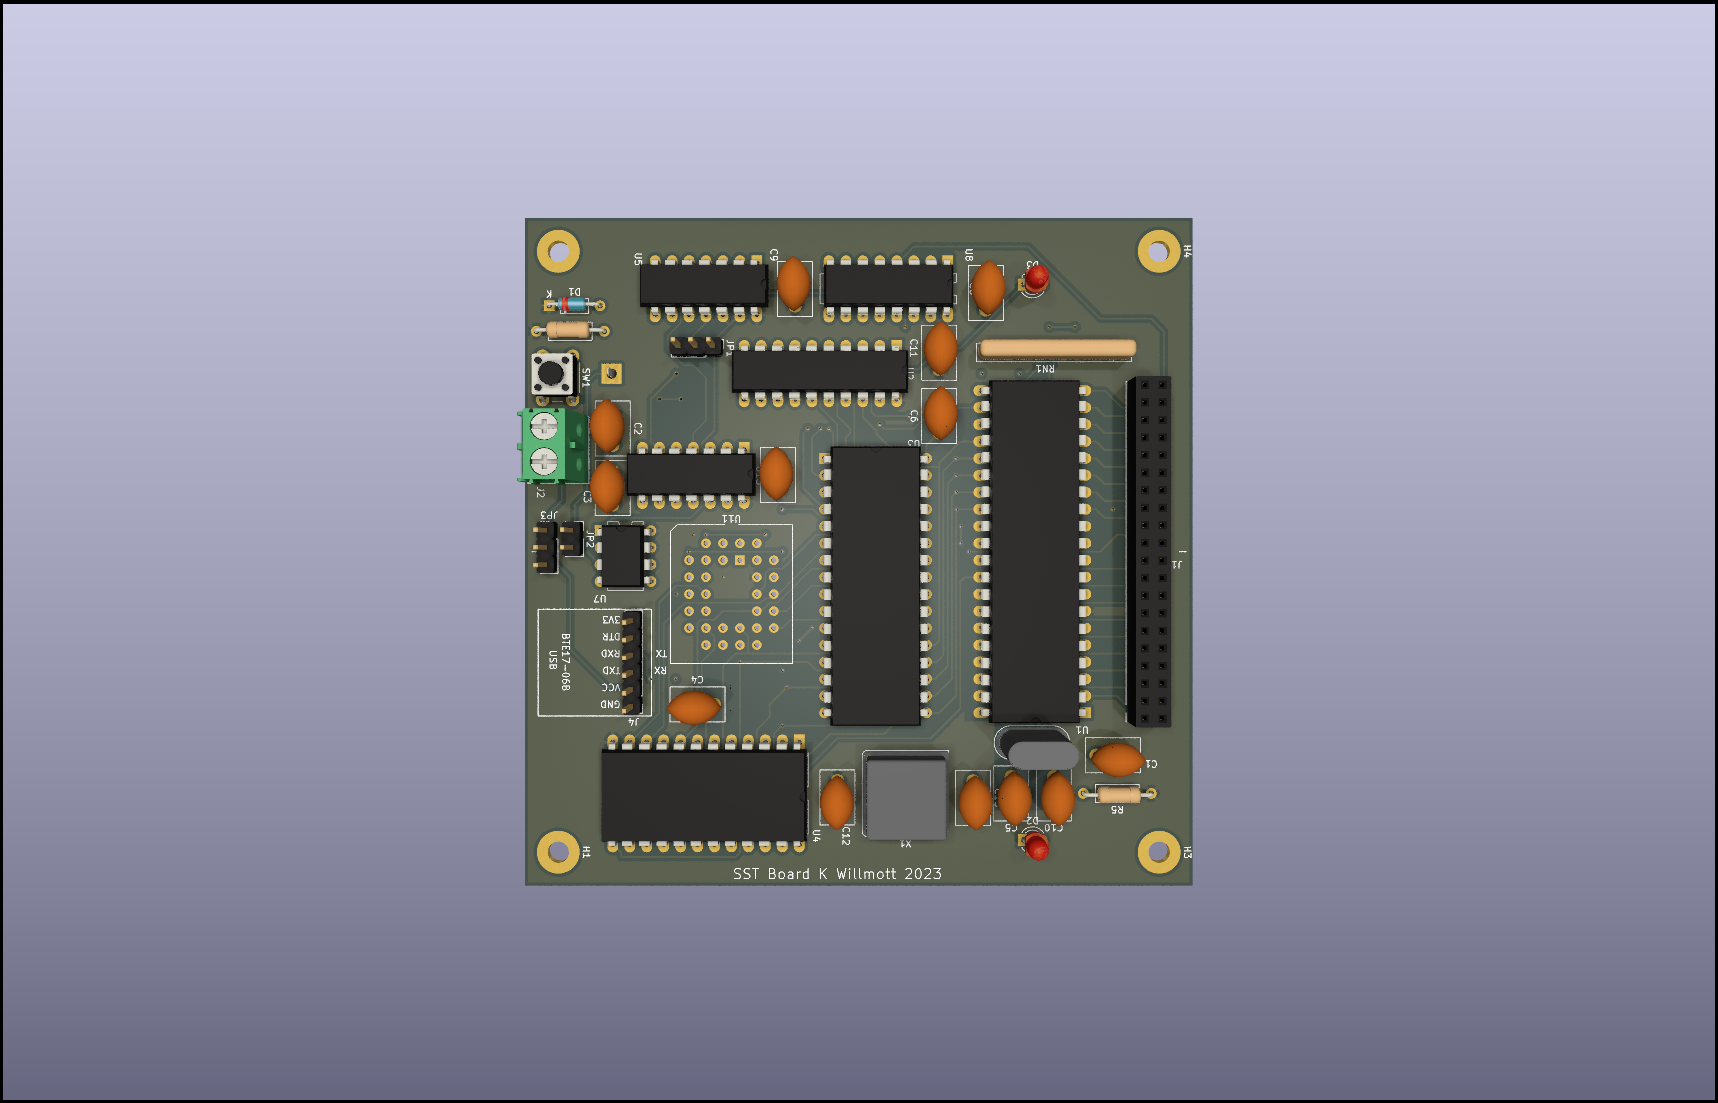 U5
C9
U8
H4
K
D1
JP1
C11
RN1
SW1
C6
C2
J2
C3
JP3
JP2
U11
J1
U7
3V3
DTR
RXD
TXD
VCC
GND
BTE17-06B
USB
TX
RX
J4
C4
U1
C1
R5
U4
C12
X1
C5
D2
C10
H1
H3
SST Board K Willmott 2023